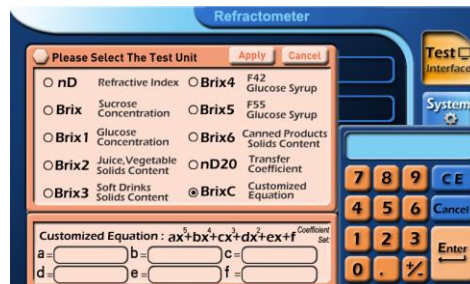 Refractometer
Please Select The Test Unit
Apply
Cancel
nD Refractive Index
Brix4 F42 Glucose Syrup
Brix Sucrose Concentration
Brix5 F55 Glucose Syrup
Brix1 Glucose Concentration
Brix6 Canned Products Solids Content
Brix2 Juice,Vegetable Solids Content
nD20 Transfer Coefficient
Brix3 Soft Drinks Solids Content
BrixC Customized Equation
Customized Equation : ax⁵+bx⁴+cx³+dx²+ex+f Coefficient Set:
a= b= c=
d= e= f =
Test
Interface
System
7 8 9 C E
4 5 6 Cancel
1 2 3 Enter
0 . +/-